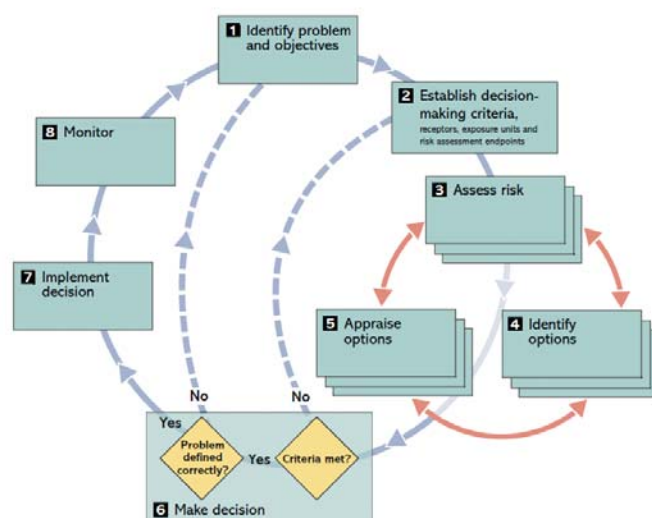 1 Identify problem
and objectives
2 Establish decision-
making criteria,
receptors, exposure units and
risk assessment endpoints
8 Monitor
3 Assess risk
7 Implement
decision
5 Appraise
options
4 Identify
options
No
No
Yes
Problem
defined
correctly?
Yes
Criteria met?
6 Make decision